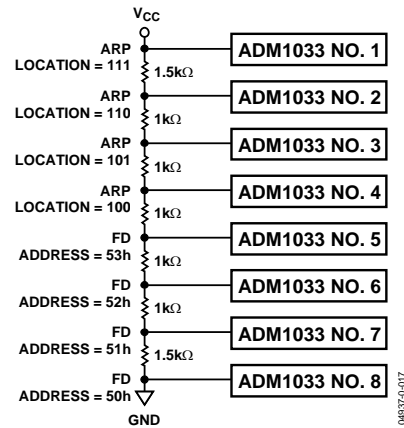 VCC
ARP
LOCATION = 111
ADM1033 NO. 1
1.5kΩ
ARP
LOCATION = 110
ADM1033 NO. 2
1kΩ
ARP
LOCATION = 101
ADM1033 NO. 3
1kΩ
ARP
LOCATION = 100
ADM1033 NO. 4
1kΩ
FD
ADDRESS = 53h
ADM1033 NO. 5
1kΩ
FD
ADDRESS = 52h
ADM1033 NO. 6
1kΩ
FD
ADDRESS = 51h
ADM1033 NO. 7
1.5kΩ
FD
ADDRESS = 50h
ADM1033 NO. 8
GND
04937-0-017